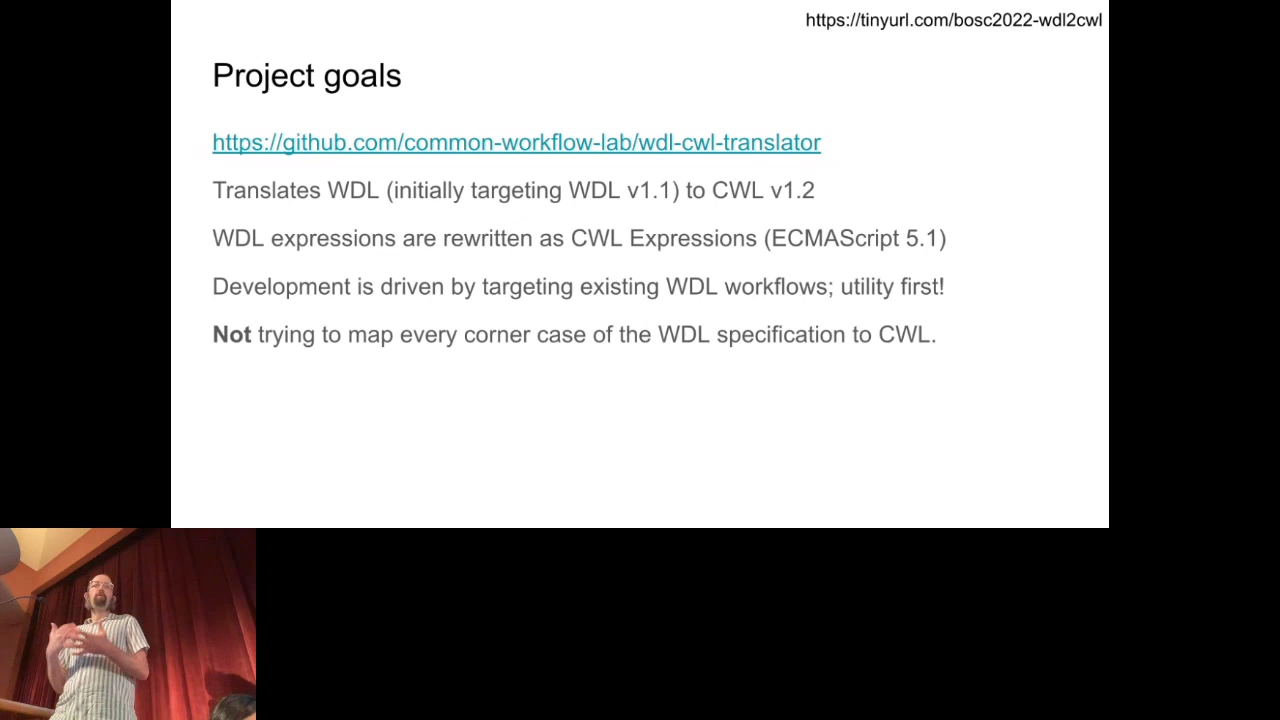 https://tinyurl.com/bosc2022-wdl2cwl
Project goals
https://github.com/common-workflow-lab/wdl-cwl-translator
Translates WDL (initially targeting WDL v1.1) to CWL v1.2
WDL expressions are rewritten as CWL Expressions (ECMAScript 5.1)
Development is driven by targeting existing WDL workflows; utility first!
Not trying to map every corner case of the WDL specification to CWL.